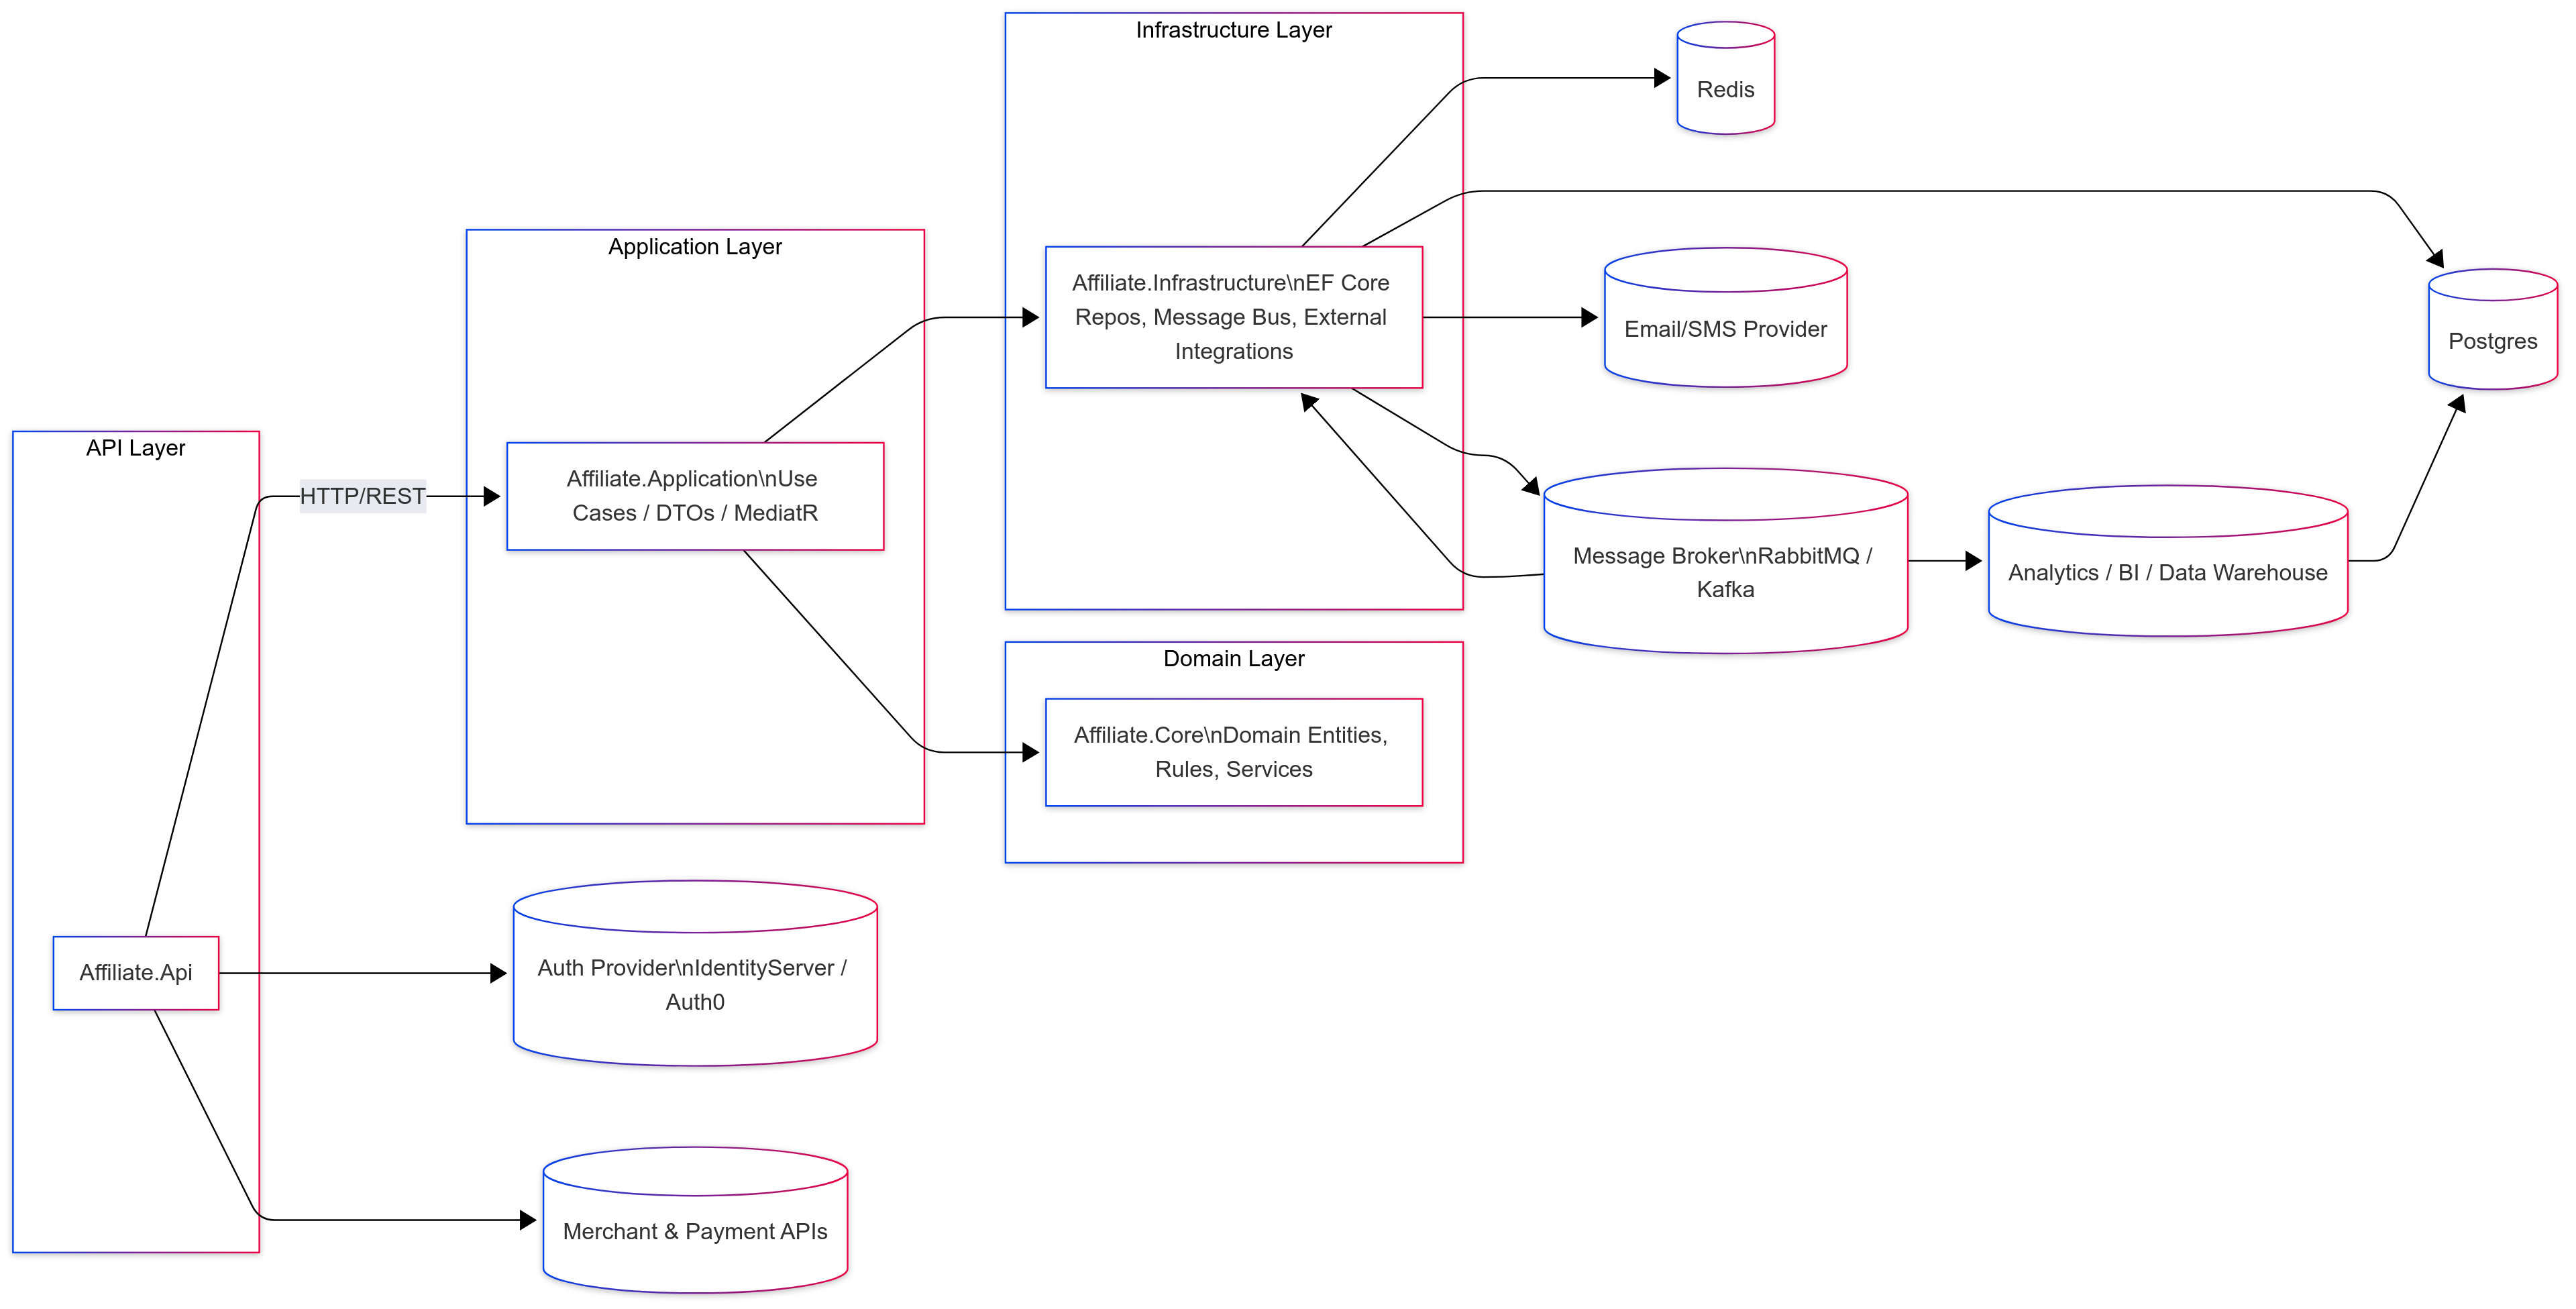 Infrastructure Layer
Redis
Application Layer
Affiliate.Infrastructure\nEF Core
Repos, Message Bus, External
Integrations
Email/SMS Provider
Postgres
API Layer
HTTP/REST
Affiliate.Application\nUse
Cases / DTOs / MediatR
Message Broker\nRabbitMQ /
Kafka
Analytics / BI / Data Warehouse
Domain Layer
Affiliate.Core\nDomain Entities,
Rules, Services
Affiliate.Api
Auth Provider\nIdentityServer /
Auth0
Merchant & Payment APIs